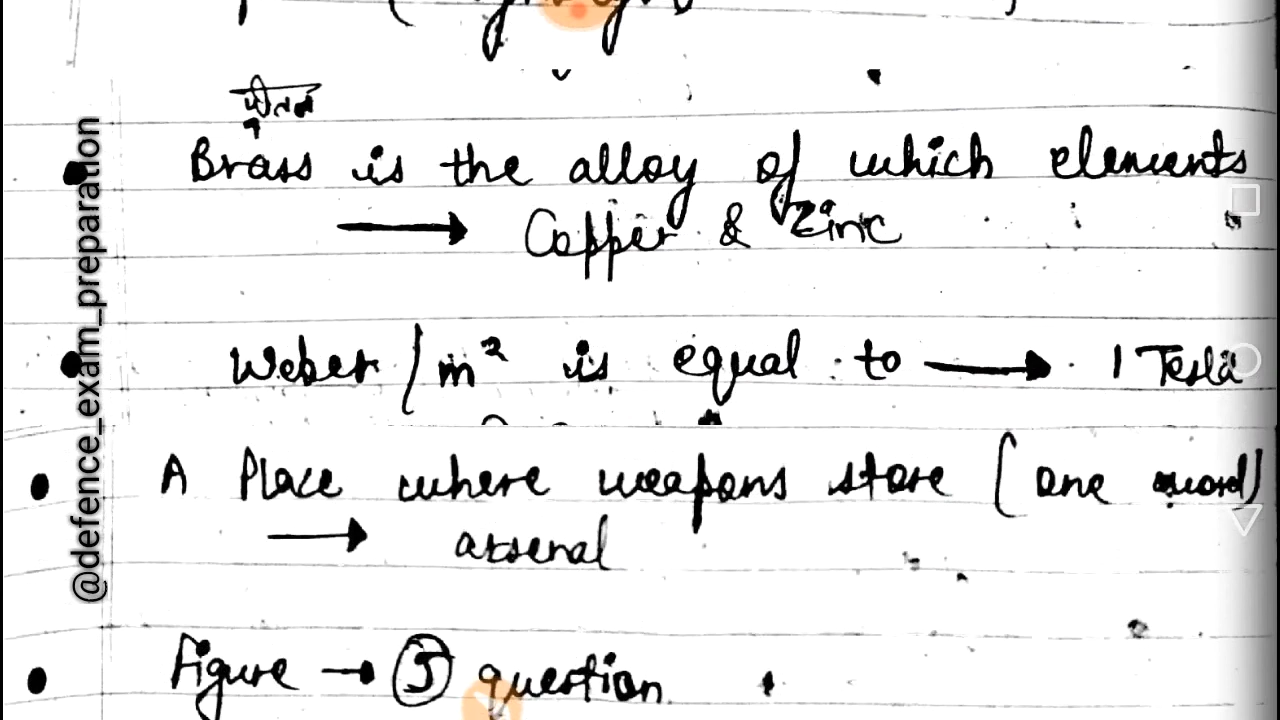 पीतल
Brass is the alloy of which elements
→ Copper & Zinc
Weber/m² is equal to → 1 Tesla
A Place where weapons store (one word)
→ arsenal
Figure → 5 question
@defence_exam_preparation